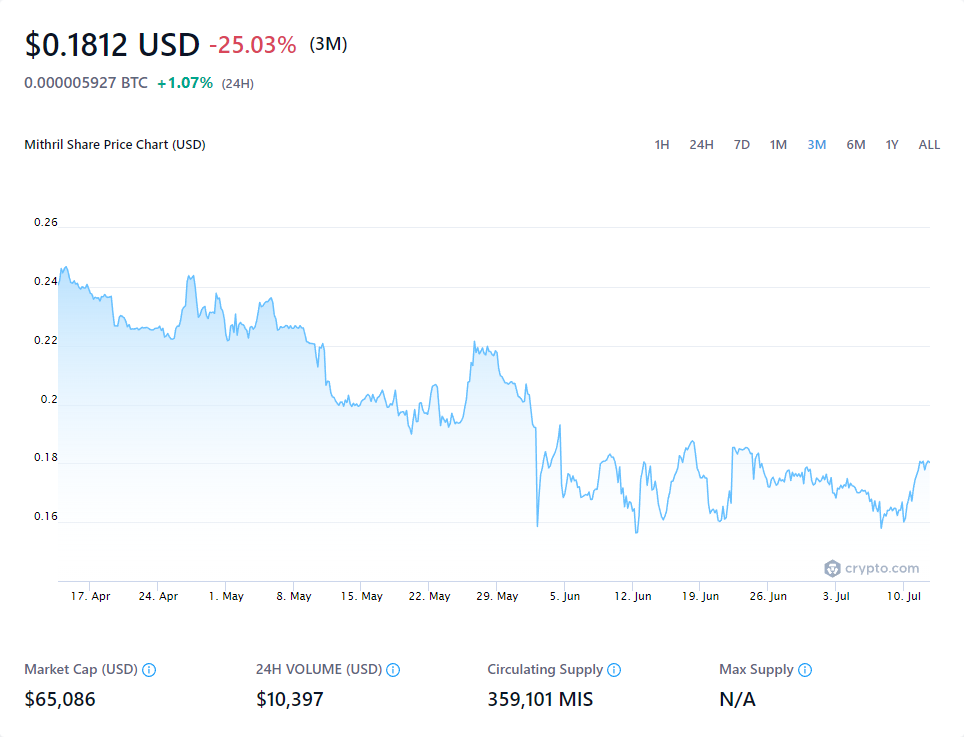 $0.1812 USD -25.03% (3M)
0.000005927 BTC +1.07% (24H)
Mithril Share Price Chart (USD) 1H 24H 7D 1M 3M 6M 1Y ALL
0.26
0.24
0.22
0.2
0.18
0.16
crypto.com
17. Apr 24. Apr 1. May 8. May 15. May 22. May 29. May 5. Jun 12. Jun 19. Jun 26. Jun 3. Jul 10. Jul
Market Cap (USD) 24H VOLUME (USD) Circulating Supply Max Supply
$65,086 $10,397 359,101 MIS N/A